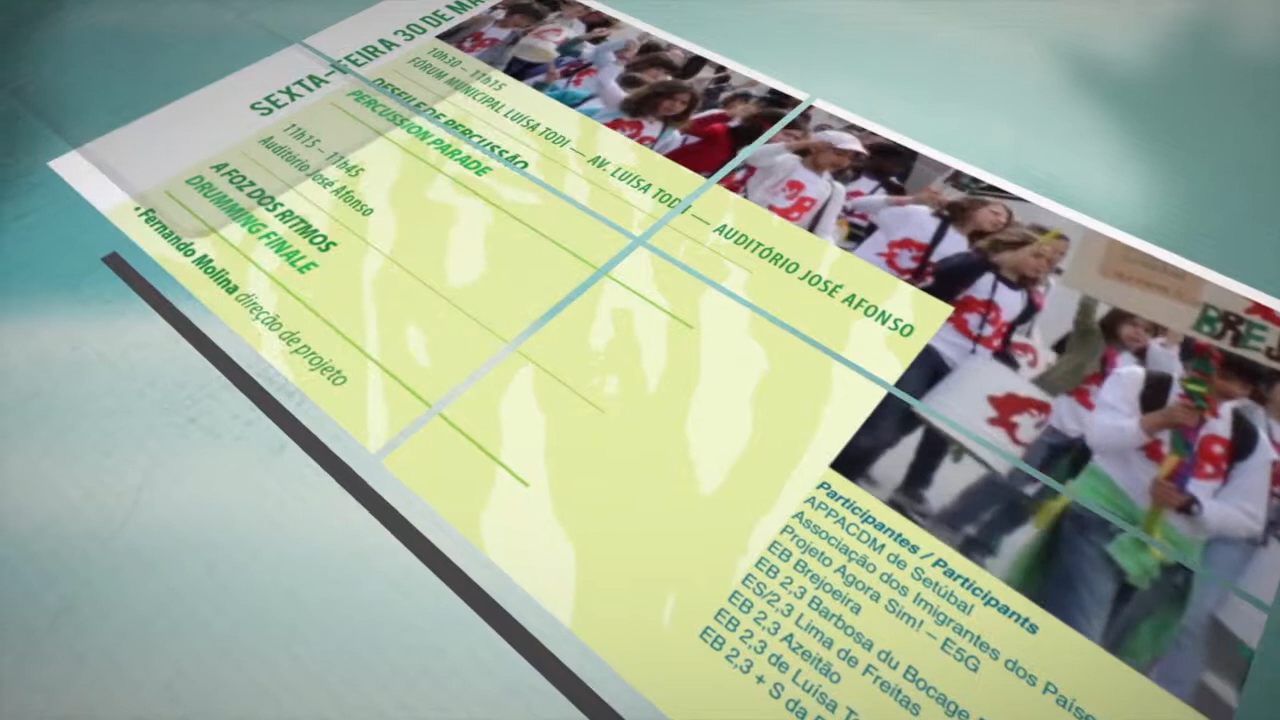 SEXTA-FEIRA 30 DE
10h30 – 11h15
FÓRUM MUNICIPAL LUÍSA TODI — AV. LUÍSA TODI — AUDITÓRIO JOSÉ AFONSO
DESFILE DE PERCUSSÃO
PERCUSSION PARADE
11h15 – 11h45
Auditório José Afonso
A FOZ DOS RITMOS
DRUMMING FINALE
• Fernando Molina direção de projeto
Participantes / Participants
APPACDM de Setúbal
Associação dos Imigrantes dos
Projeto Agora Sim! – E5G
EB Brejoeira
EB 2,3 Barbosa du Bocage
ES/2,3 Lima de Freitas
EB 2,3 Azeitão
EB 2,3 de Luísa
EB 2,3 + S da